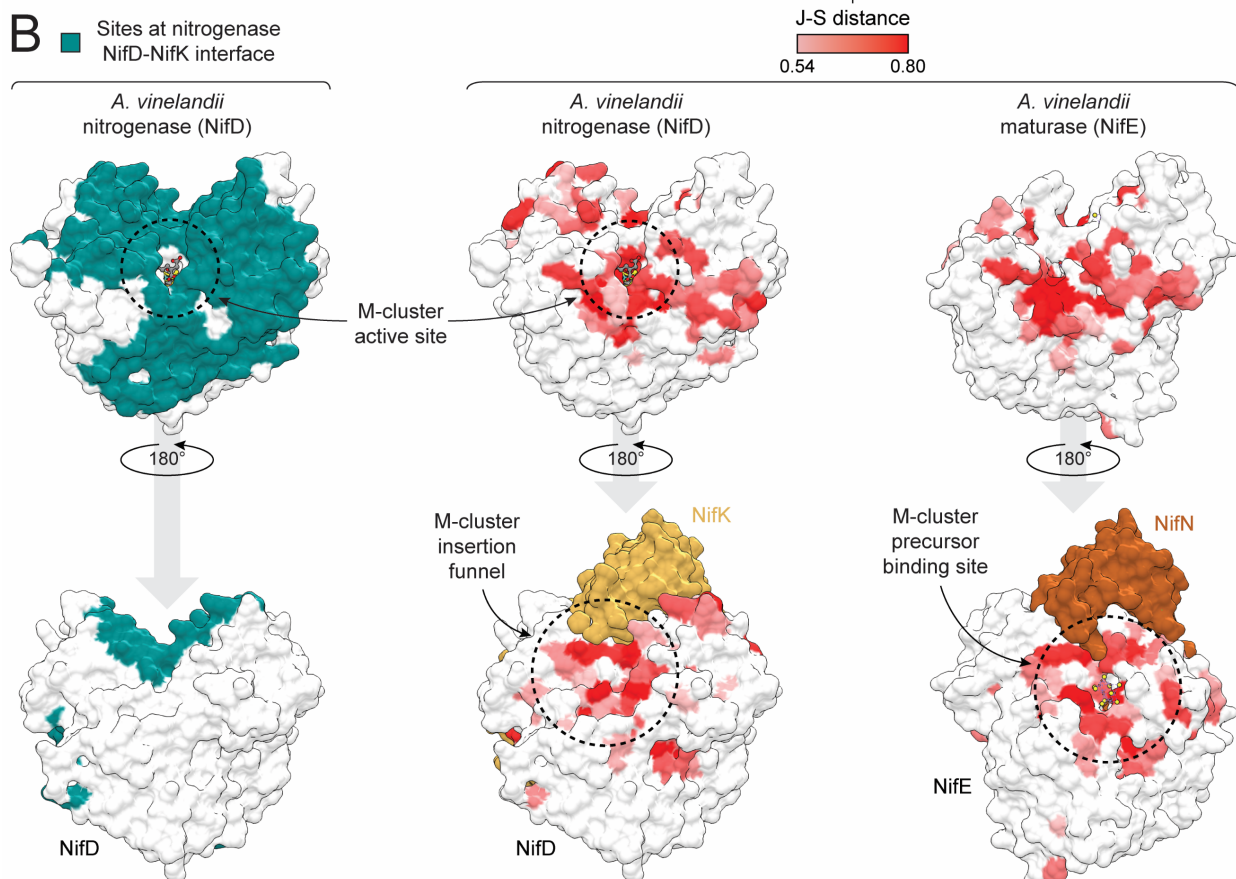 B
Sites at nitrogenase
NifD-NifK interface
J-S distance
0.54 0.80
A. vinelandii
nitrogenase (NifD)
A. vinelandii
nitrogenase (NifD)
A. vinelandii
maturase (NifE)
M-cluster
active site
180°
180°
180°
M-cluster
insertion
funnel
NifK
M-cluster
precursor
binding site
NifN
NifD
NifD
NifE